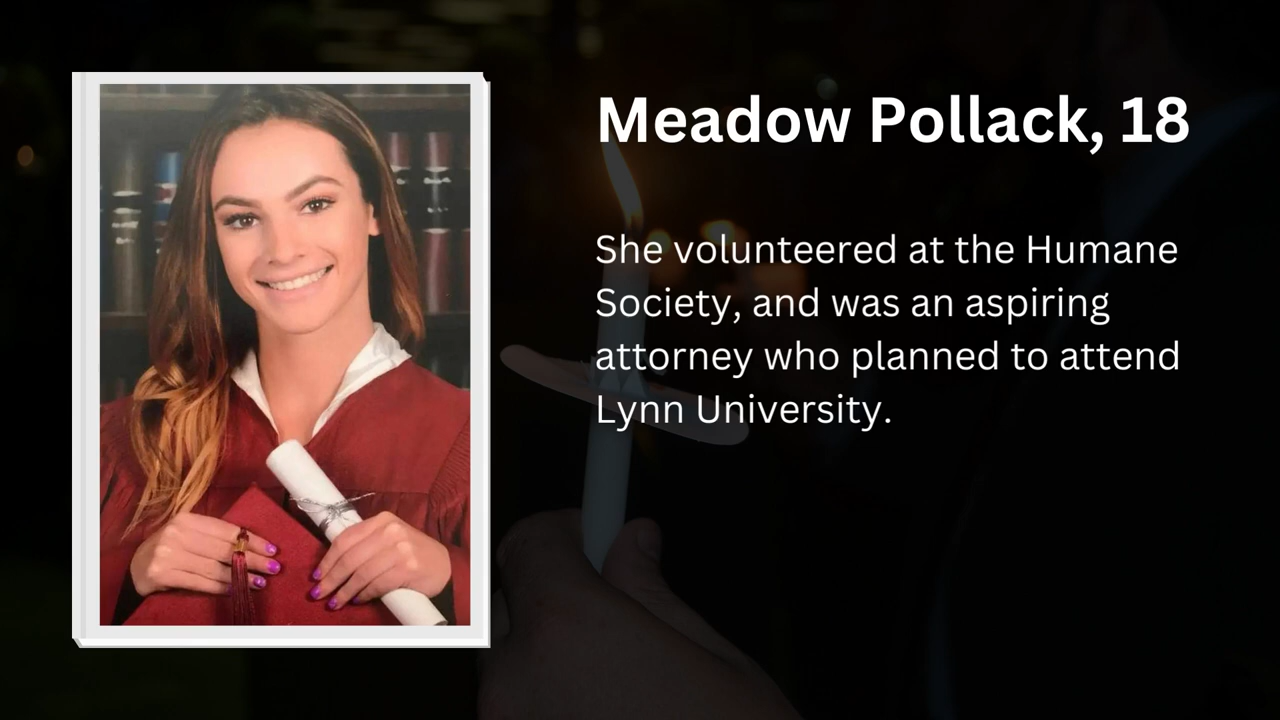 Meadow Pollack, 18
She volunteered at the Humane
Society, and was an aspiring
attorney who planned to attend
Lynn University.